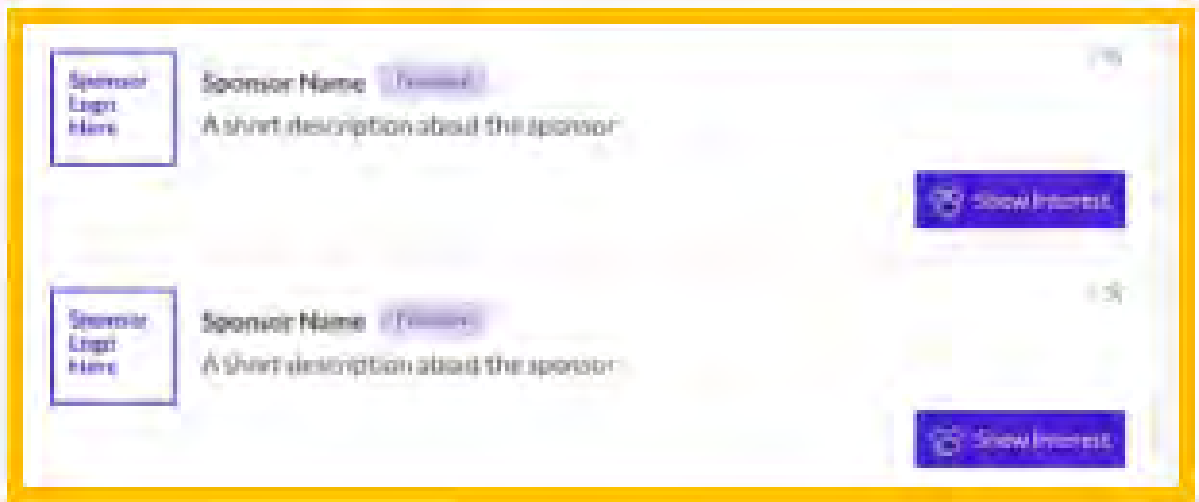 Sponsor
Logo
Here
Sponsor Name
A short description about the sponsor
Show Interest
Sponsor
Logo
Here
Sponsor Name
A short description about the sponsor
Show Interest